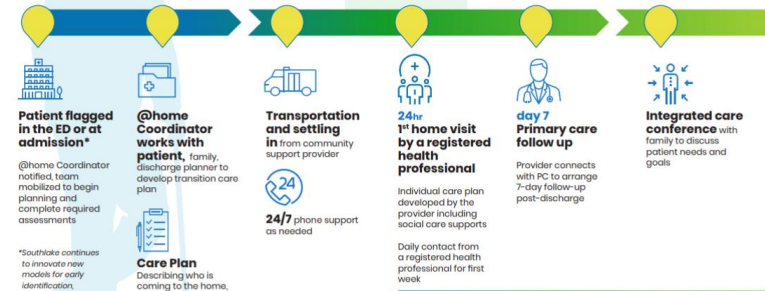 Patient flagged
in the ED or at
admission*
@home Coordinator
notified, team
mobilized to begin
planning and
complete required
assessments
*Southlake continues
to innovate new
models for early
identification,
@home
Coordinator
works with
patient, family,
discharge planner to
develop transition care
plan
Care Plan
Describing who is
coming to the home,
Transportation
and settling
in from community
support provider
24
24/7 phone support
as needed
24hr
1st home visit
by a registered
health
professional
Individual care plan
developed by the
provider including
social care supports
Daily contact from
a registered health
professional for first
week
day 7
Primary care
follow up
Provider connects
with PC to arrange
7-day follow-up
post-discharge
Integrated care
conference with
family to discuss
patient needs and
goals